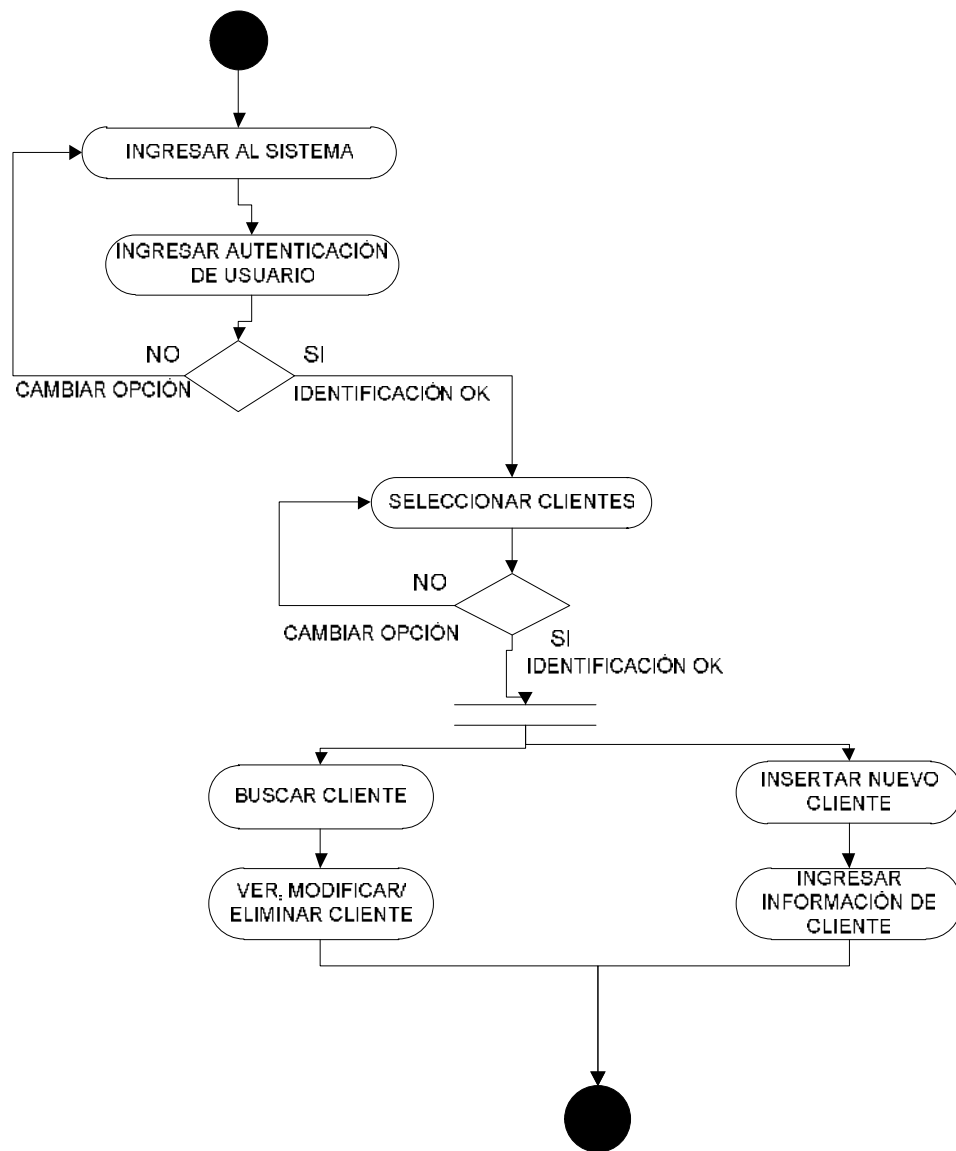 INGRESAR AL SISTEMA
INGRESAR AUTENTICACIÓN
DE USUARIO
NO
SI
CAMBIAR OPCIÓN
IDENTIFICACIÓN OK
SELECCIONAR CLIENTES
NO
CAMBIAR OPCIÓN
SI
IDENTIFICACIÓN OK
BUSCAR CLIENTE
INSERTAR NUEVO
CLIENTE
VER, MODIFICAR/
ELIMINAR CLIENTE
INGRESAR
INFORMACIÓN DE
CLIENTE